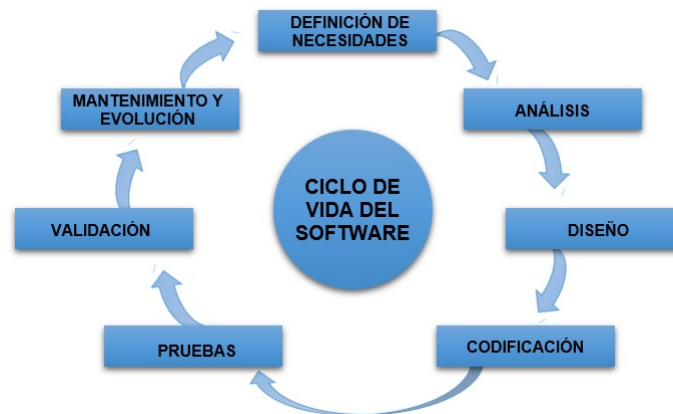 DEFINICIÓN DE
NECESIDADES
ANÁLISIS
DISEÑO
CODIFICACIÓN
PRUEBAS
VALIDACIÓN
MANTENIMIENTO Y
EVOLUCIÓN
CICLO DE
VIDA DEL
SOFTWARE